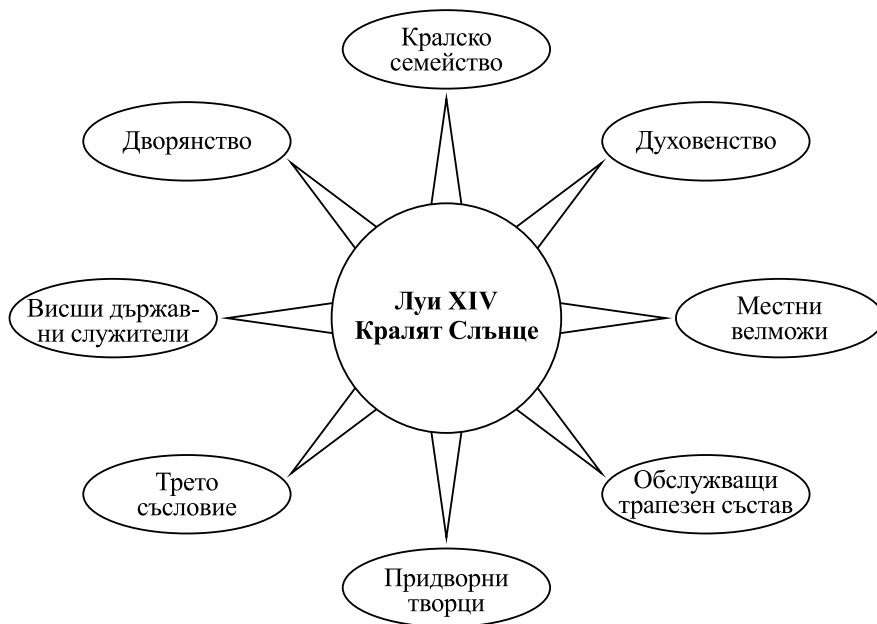 Кралско
семейство
Дворянство
Духовенство
Висши държав-
ни служители
Луи XIV
Кралят Слънце
Местни
велможи
Трето
съсловие
Обслужващи
трапезен състав
Придворни
творци